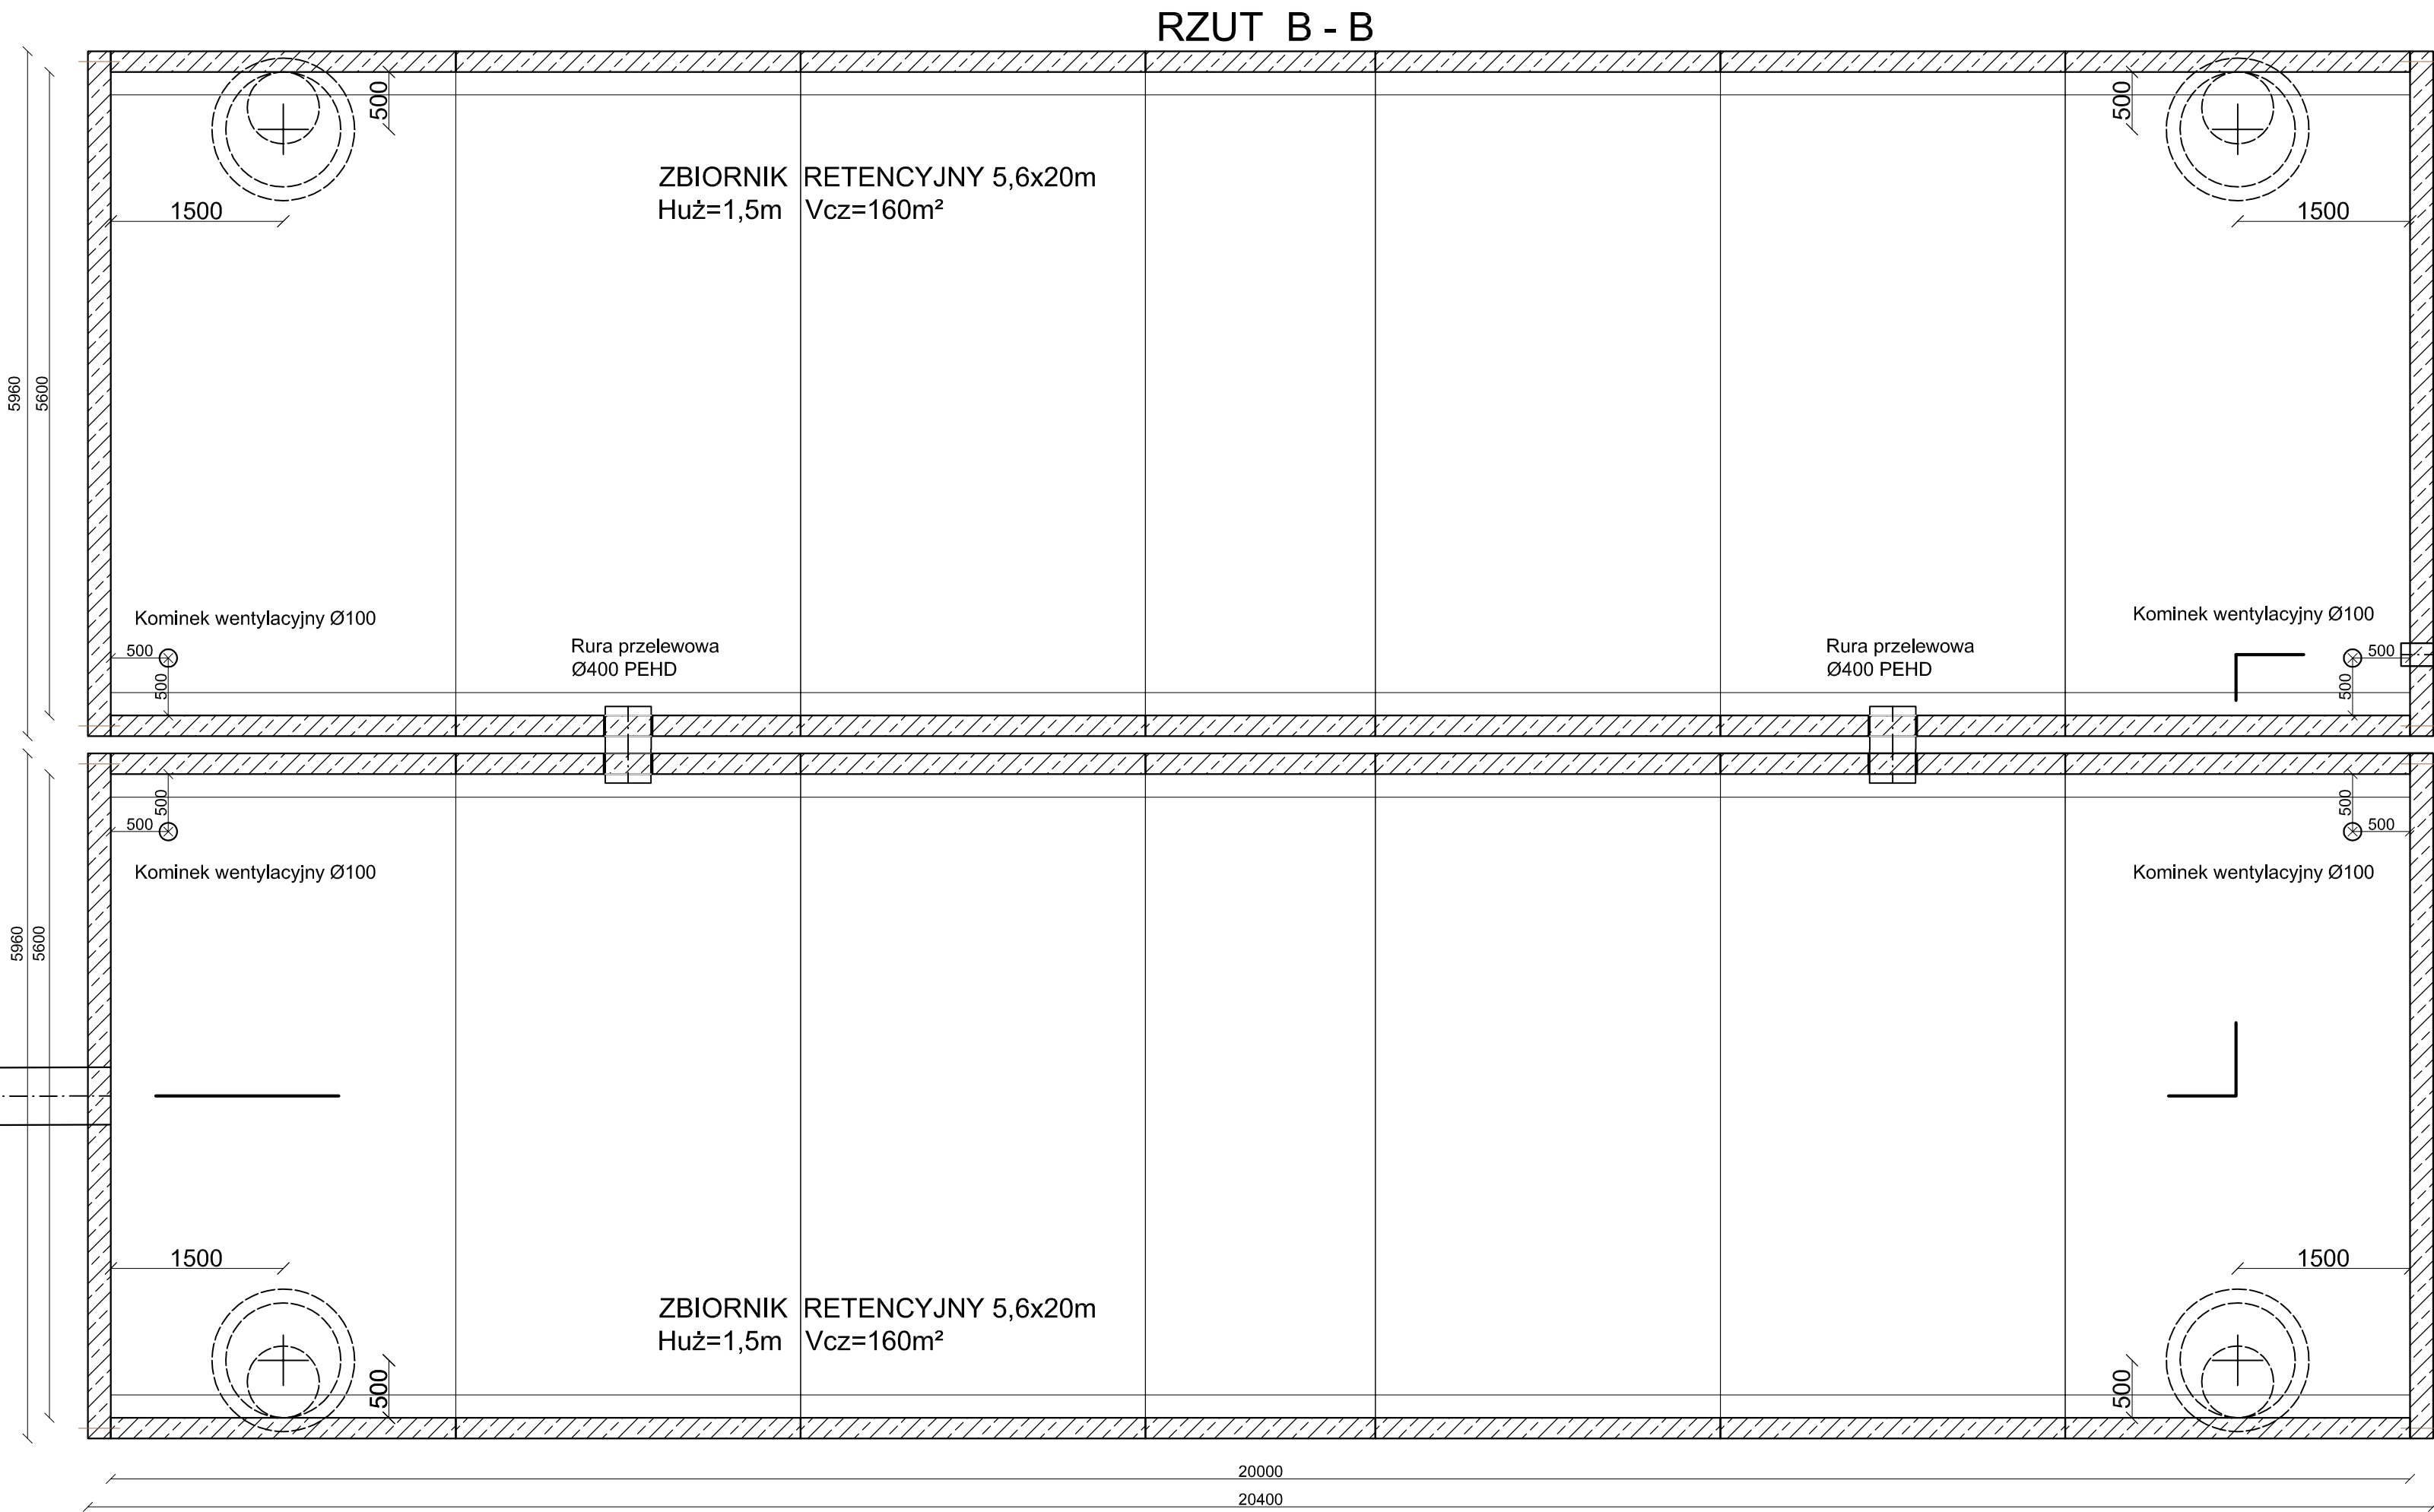 RZUT B - B
500
500
ZBIORNIK RETENCYJNY 5,6x20m
Huż=1,5m Vcz=160m²
1500
1500
5960
5600
Kominek wentylacyjny Ø100
Kominek wentylacyjny Ø100
Rura przelewowa
Ø400 PEHD
Rura przelewowa
Ø400 PEHD
500
500
500
500
500
500
500
500
Kominek wentylacyjny Ø100
Kominek wentylacyjny Ø100
5960
5600
1500
1500
ZBIORNIK RETENCYJNY 5,6x20m
Huż=1,5m Vcz=160m²
500
500
20000
20400